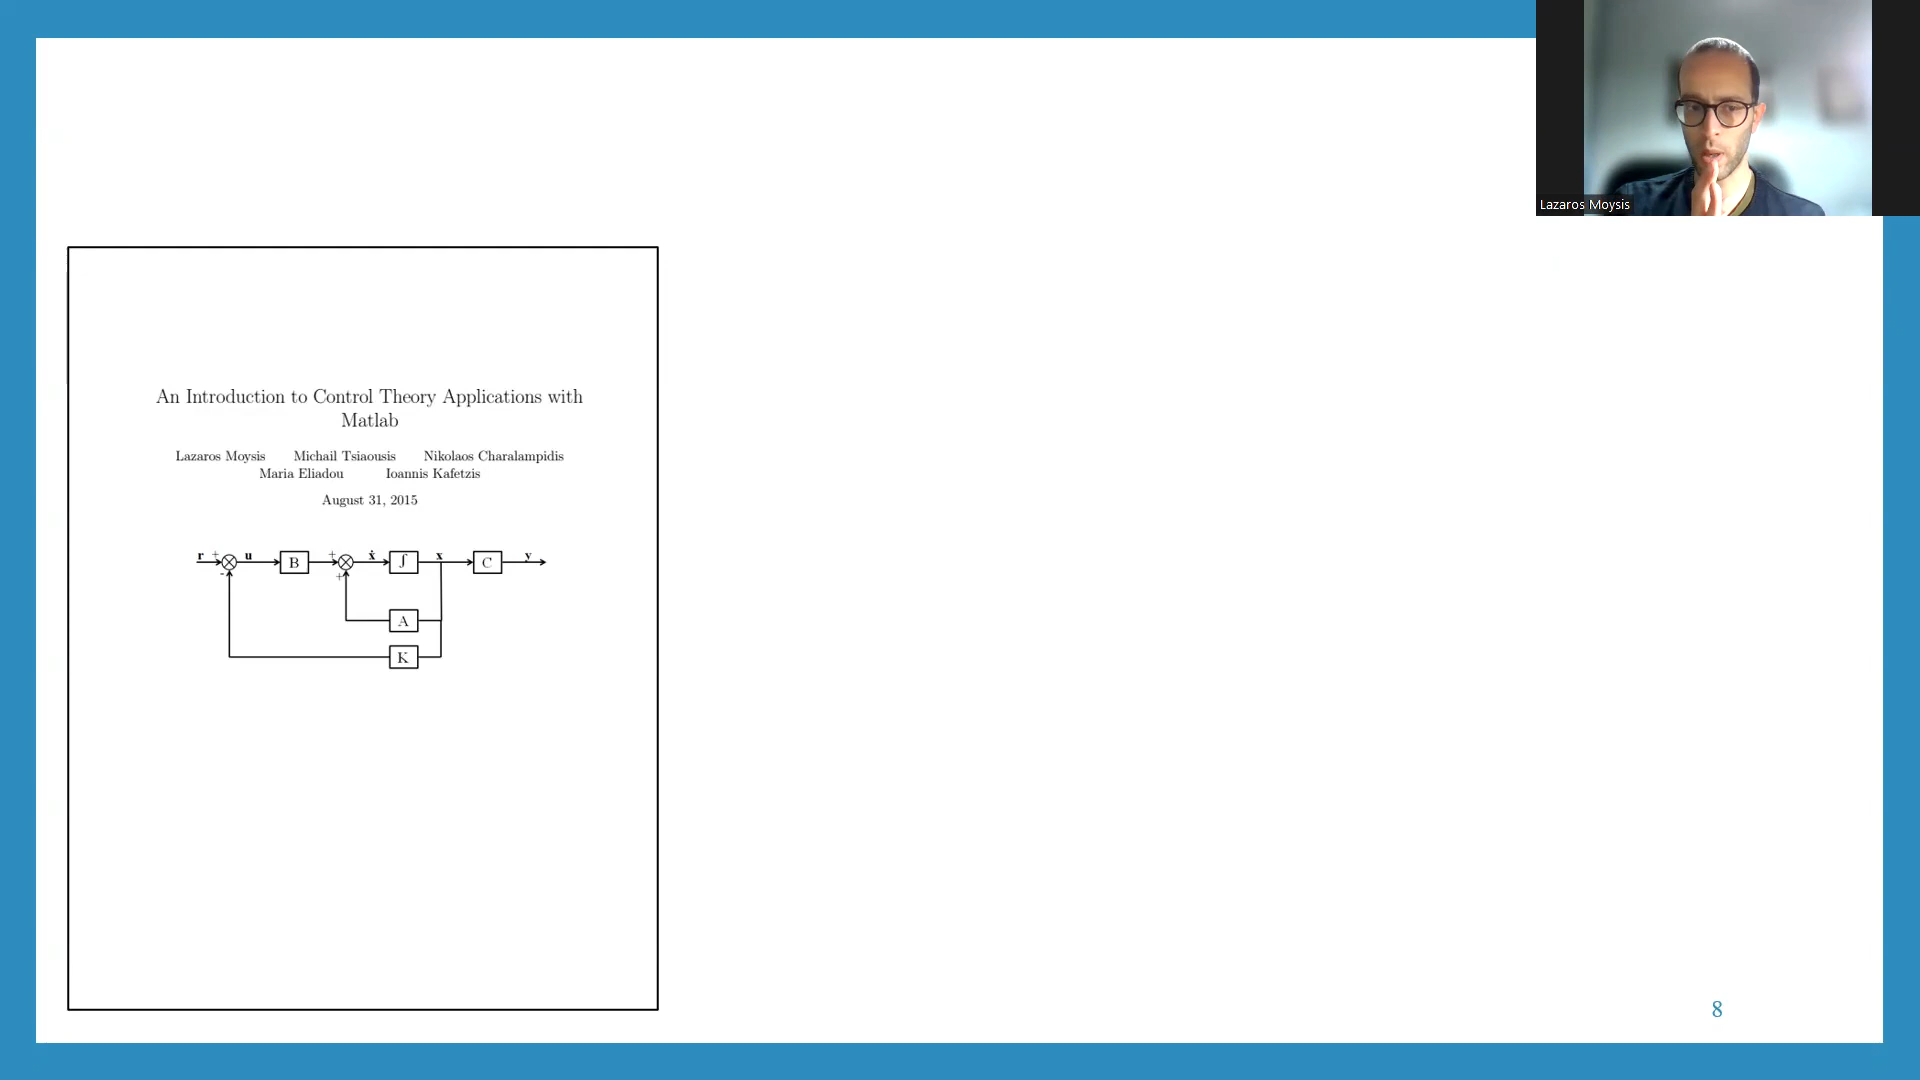 Lazaros Moysis
An Introduction to Control Theory Applications with
Matlab
Lazaros Moysis Michail Tsiaousis Nikolaos Charalampidis
Maria Eliadou Ioannis Kafetzis
August 31, 2015
r + u B + ẋ ∫ x C y
- +
A
K
8